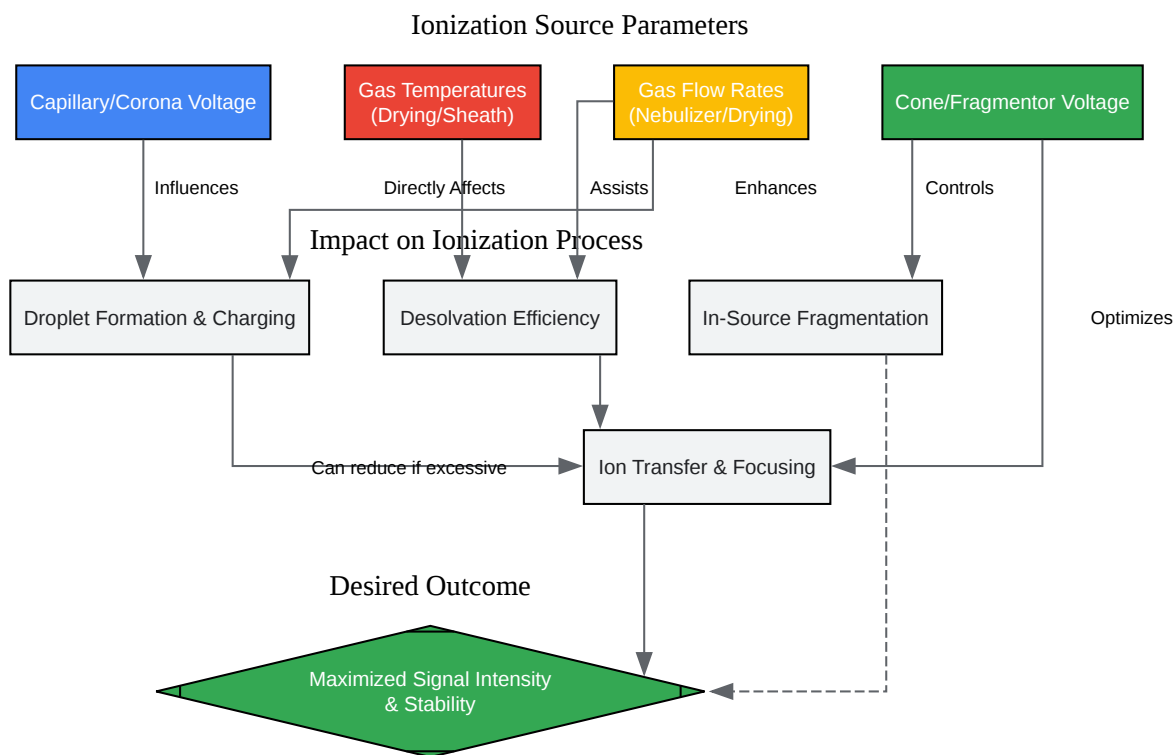 Ionization Source Parameters
Capillary/Corona Voltage
Gas Temperatures
(Drying/Sheath)
Gas Flow Rates
(Nebulizer/Drying)
Cone/Fragmentor Voltage
Influences
Directly Affects
Assists
Enhances
Controls
Impact on Ionization Process
Droplet Formation & Charging
Desolvation Efficiency
In-Source Fragmentation
Optimizes
Can reduce if excessive
Ion Transfer & Focusing
Desired Outcome
Maximized Signal Intensity
& Stability